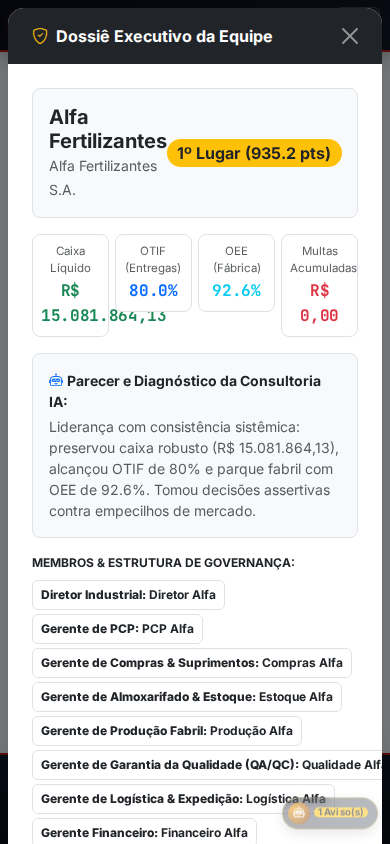 Dossiê Executivo da Equipe
Alfa
Fertilizantes
1º Lugar (935.2 pts)
Alfa Fertilizantes
S.A.
Caixa
Líquido
R$
15.081.864,13
OTIF
(Entregas)
80.0%
OEE
(Fábrica)
92.6%
Multas
Acumuladas
R$
0,00
Parecer e Diagnóstico da Consultoria
IA:
Liderança com consistência sistêmica:
preservou caixa robusto (R$ 15.081.864,13),
alcançou OTIF de 80% e parque fabril com
OEE de 92.6%. Tomou decisões assertivas
contra empecilhos de mercado.
MEMBROS & ESTRUTURA DE GOVERNANÇA:
Diretor Industrial: Diretor Alfa
Gerente de PCP: PCP Alfa
Gerente de Compras & Suprimentos: Compras Alfa
Gerente de Almoxarifado & Estoque: Estoque Alfa
Gerente de Produção Fabril: Produção Alfa
Gerente de Garantia da Qualidade (QA/QC): Qualidade Alfa
Gerente de Logística & Expedição: Logística Alfa
1 Aviso(s)
Gerente Financeiro: Financeiro Alfa